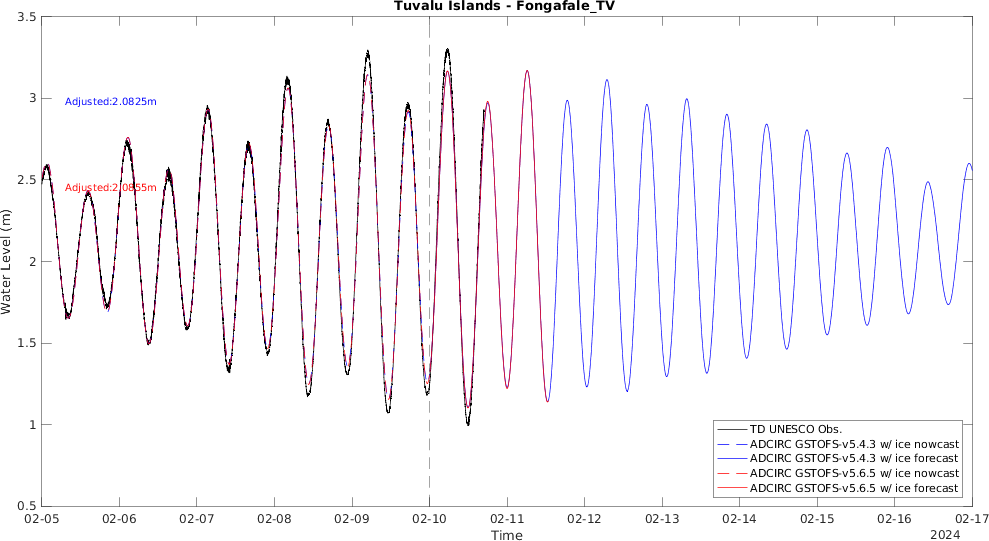 Tuvalu Islands - Fongafale_TV
Water Level (m)
3.5
3
2.5
2
1.5
1
0.5
Adjusted:2.0825m
Adjusted:2.0855m
TD UNESCO Obs.
ADCIRC GSTOFS-v5.4.3 w/ ice nowcast
ADCIRC GSTOFS-v5.4.3 w/ ice forecast
ADCIRC GSTOFS-v5.6.5 w/ ice nowcast
ADCIRC GSTOFS-v5.6.5 w/ ice forecast
02-05 02-06 02-07 02-08 02-09 02-10 02-11 02-12 02-13 02-14 02-15 02-16 02-17
Time
2024